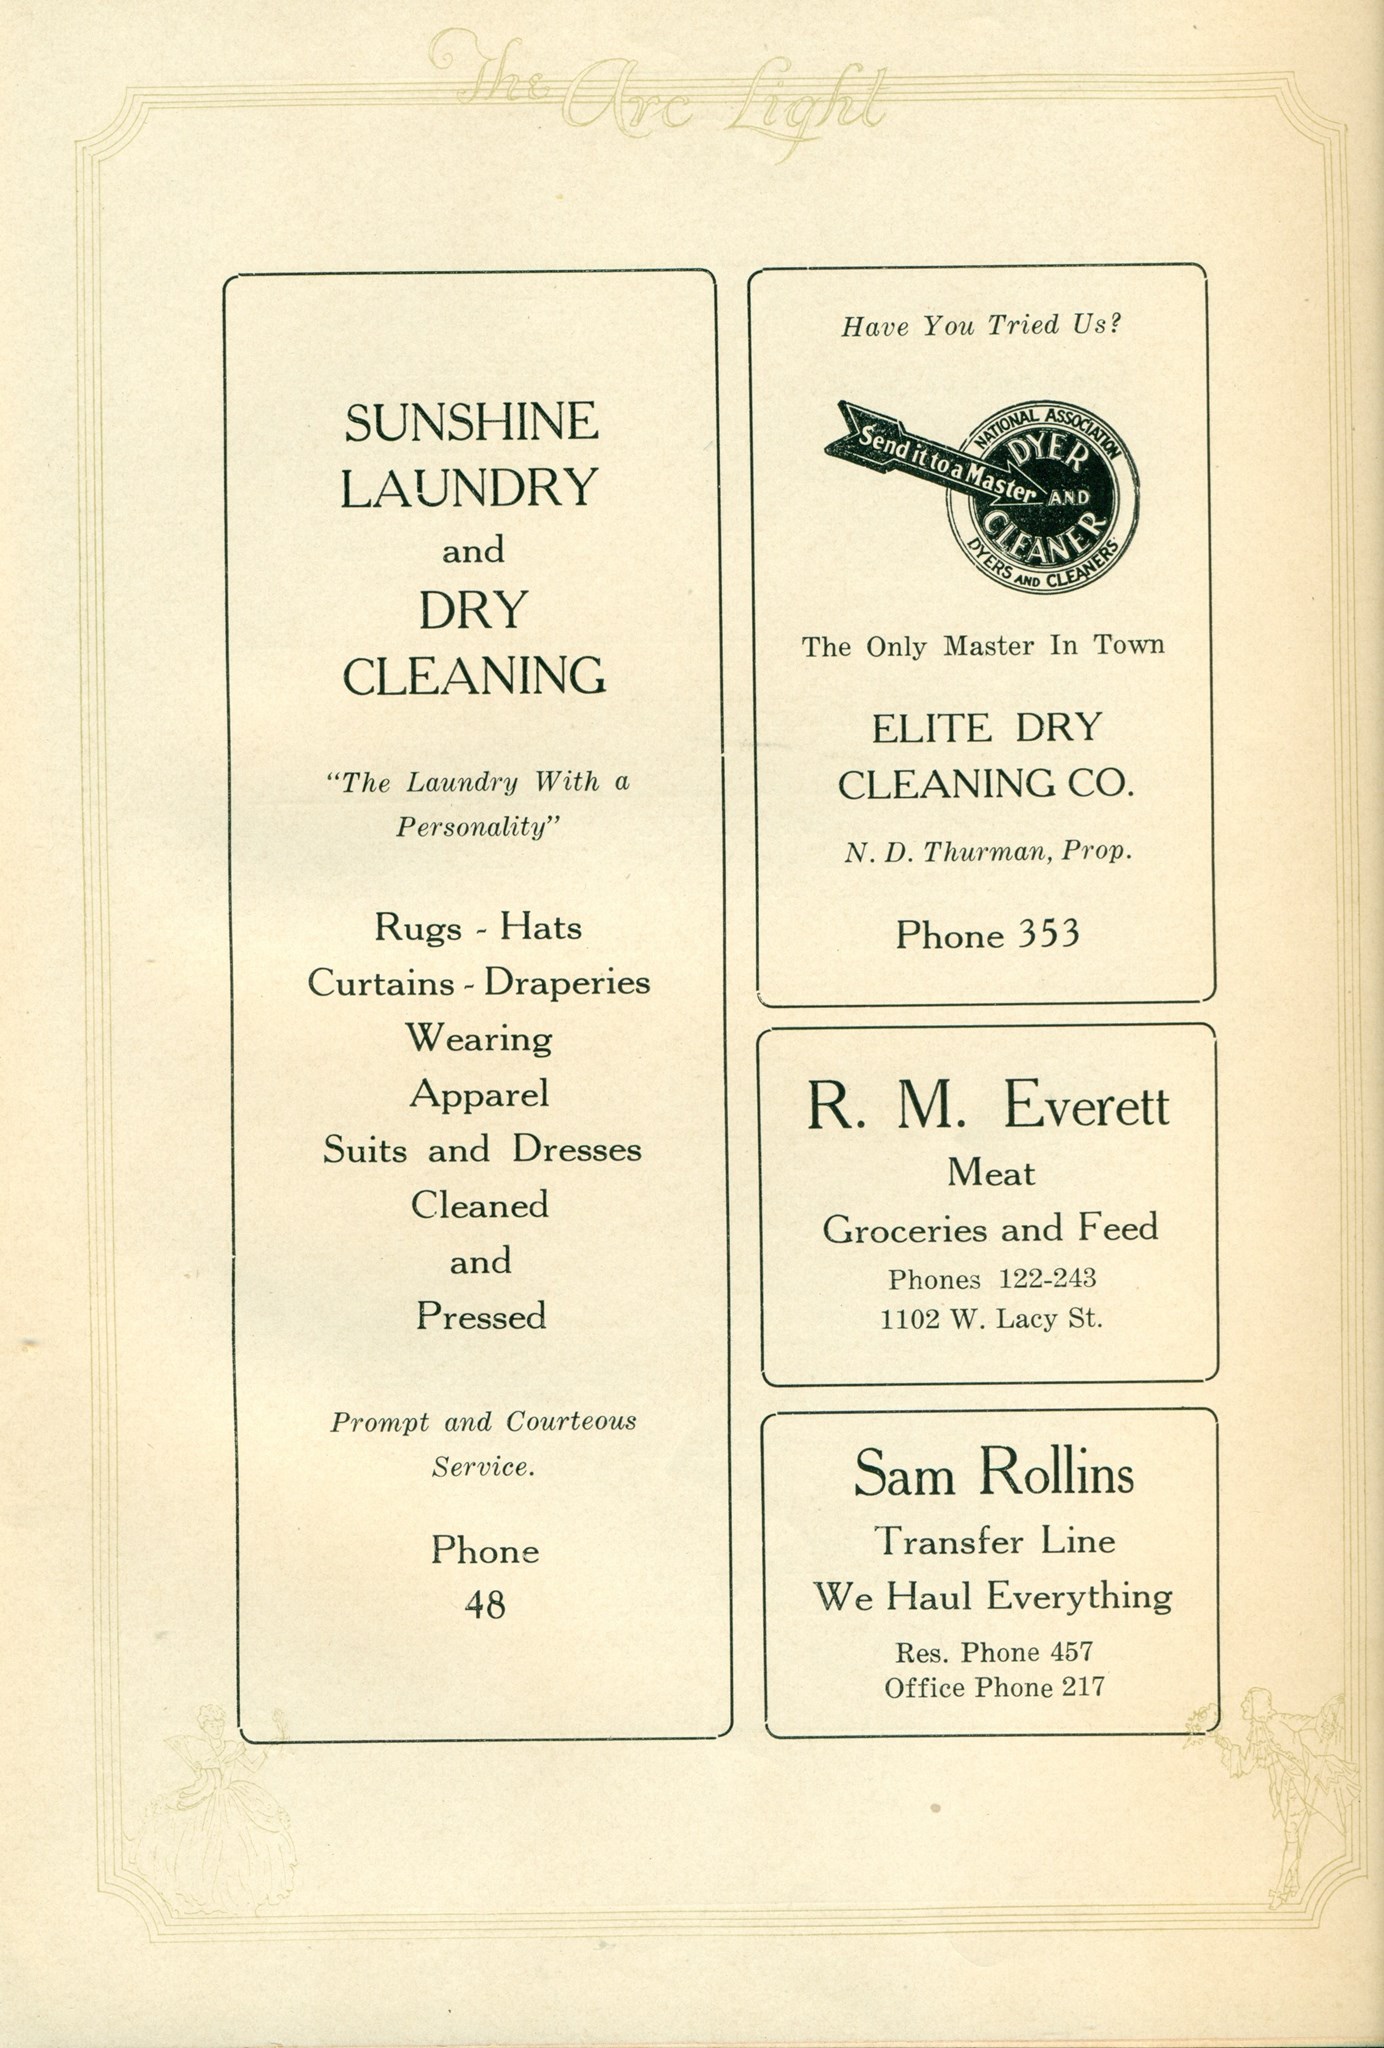 The Arc Light
SUNSHINE
LAUNDRY
and
DRY
CLEANING
“The Laundry With a
Personality”
Rugs - Hats
Curtains - Draperies
Wearing
Apparel
Suits and Dresses
Cleaned
and
Pressed
Prompt and Courteous
Service.
Phone
48
Have You Tried Us?
Send it to a Master
NATIONAL ASSOCIATION
DYER
AND
CLEANER
DYERS AND CLEANERS
The Only Master In Town
ELITE DRY
CLEANING CO.
N. D. Thurman, Prop.
Phone 353
R. M. Everett
Meat
Groceries and Feed
Phones 122-243
1102 W. Lacy St.
Sam Rollins
Transfer Line
We Haul Everything
Res. Phone 457
Office Phone 217